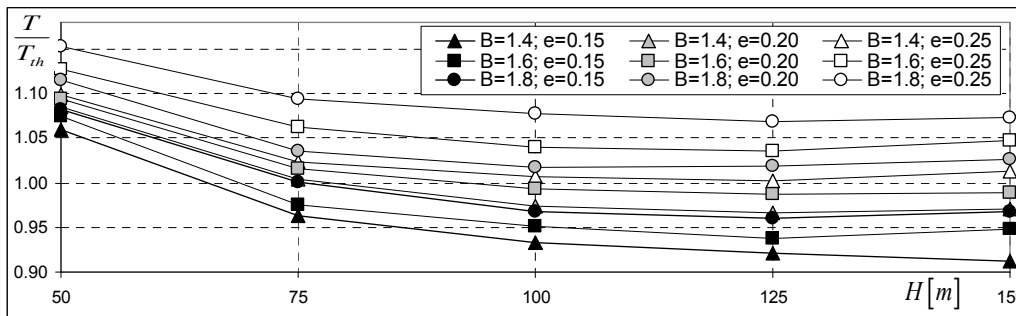 T
T_th
B=1.4; e=0.15 B=1.4; e=0.20 B=1.4; e=0.25
B=1.6; e=0.15 B=1.6; e=0.20 B=1.6; e=0.25
B=1.8; e=0.15 B=1.8; e=0.20 B=1.8; e=0.25
1.10
1.05
1.00
0.95
0.90
50 75 100 125 15
H[m]